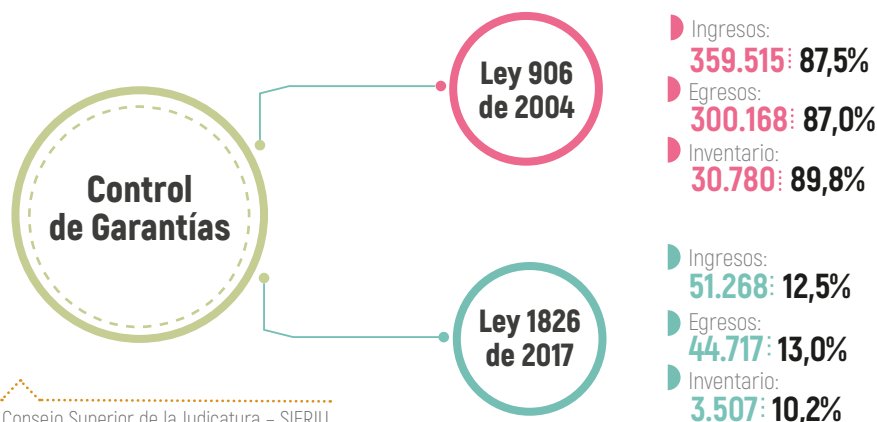 Control
de Garantías
Ley 906
de 2004
Ingresos:
359.515 87,5%
Egresos:
300.168 87,0%
Inventario:
30.780 89,8%
Ley 1826
de 2017
Ingresos:
51.268 12,5%
Egresos:
44.717 13,0%
Inventario:
3.507 10,2%
Consejo Superior de la Judicatura – SIERJU